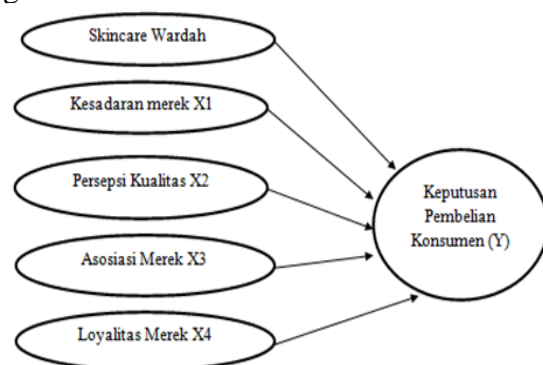 Skincare Wardah
Kesadaran merek X1
Persepsi Kualitas X2
Asosiasi Merek X3
Loyalitas Merek X4
Keputusan
Pembelian
Konsumen (Y)